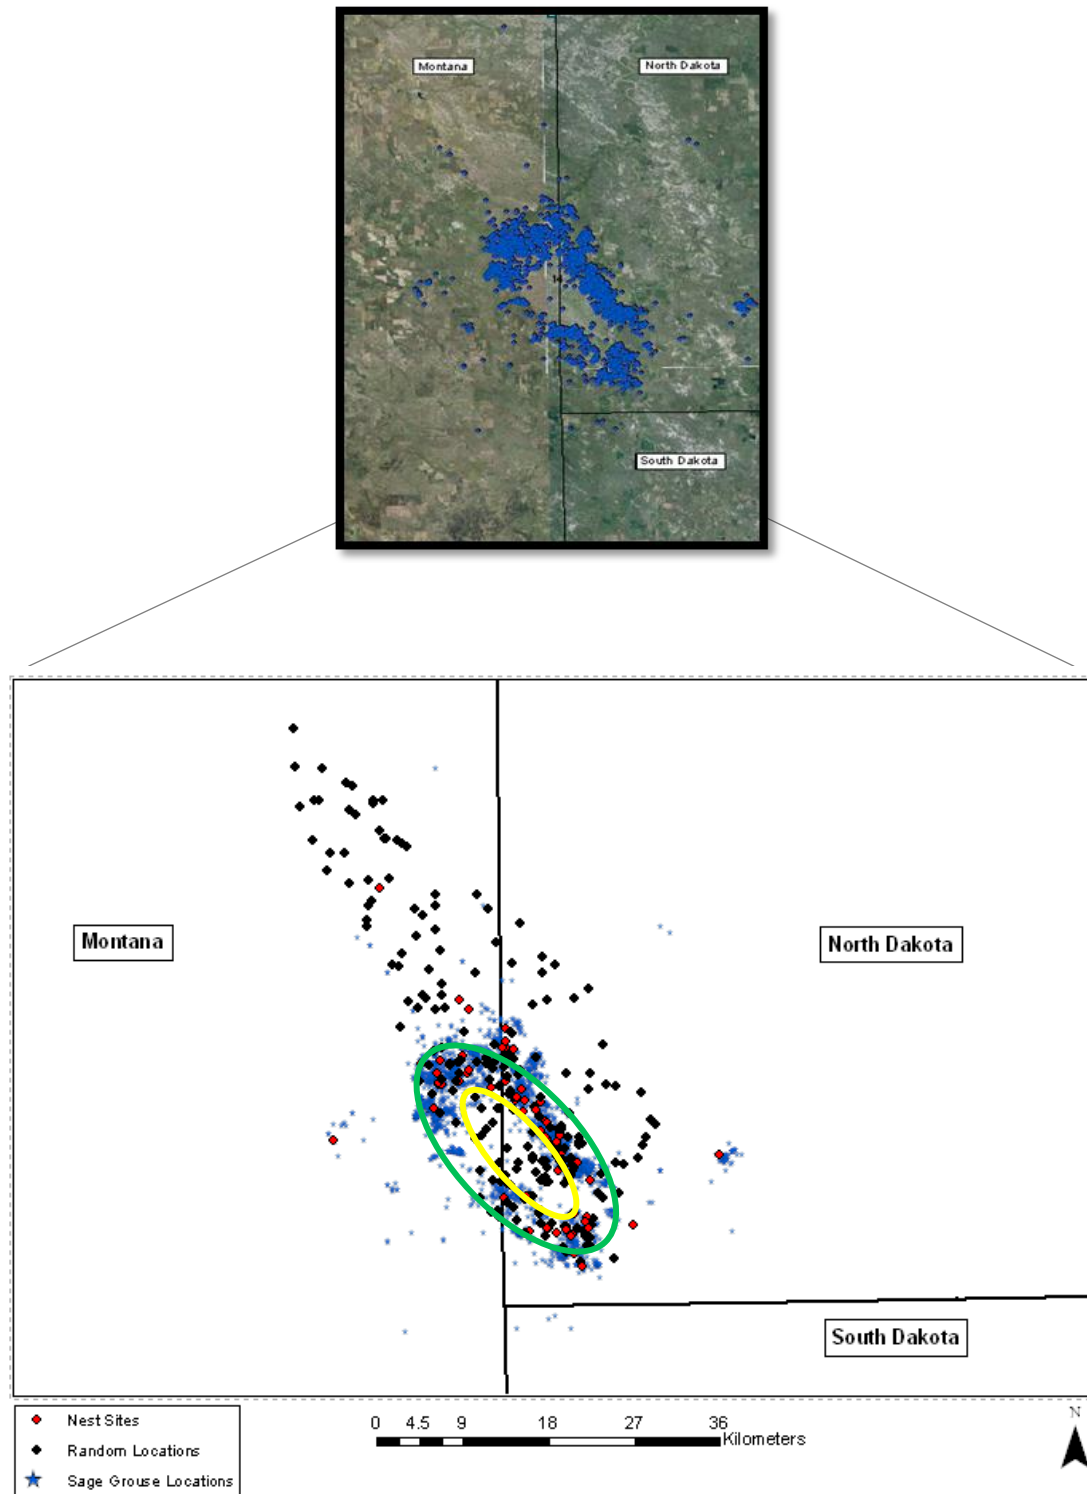 Montana
North Dakota
14
South Dakota
Montana
North Dakota
South Dakota
Nest Sites
Random Locations
Sage Grouse Locations
0 4.5 9 18 27 36
Kilometers
N